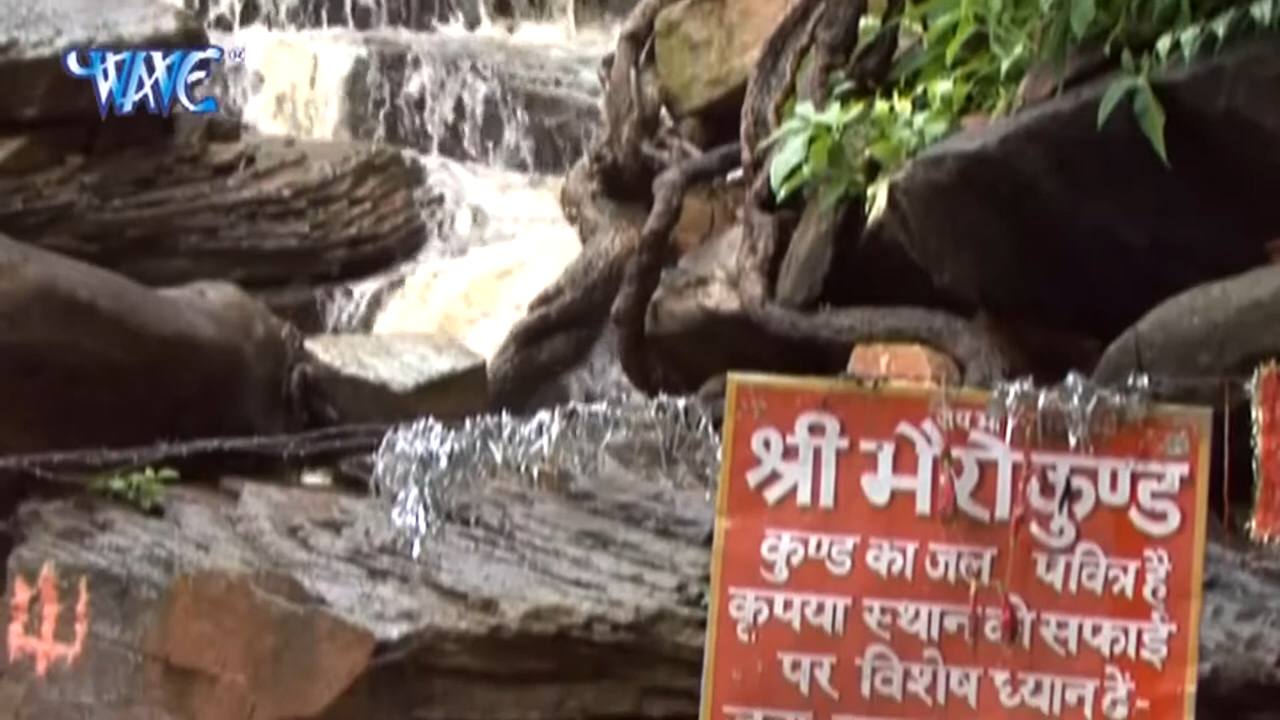 WAVE
श्री भैरो कुण्ड
कुण्ड का जल पवित्र है
कृपया स्थान की सफाई
पर विशेष ध्यान दें-